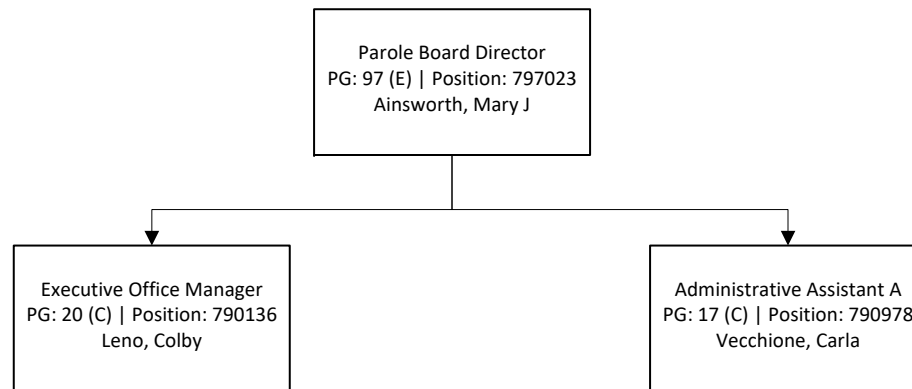 Parole Board Director
PG: 97 (E) | Position: 797023
Ainsworth, Mary J
Executive Office Manager
PG: 20 (C) | Position: 790136
Leno, Colby
Administrative Assistant A
PG: 17 (C) | Position: 790978
Vecchione, Carla